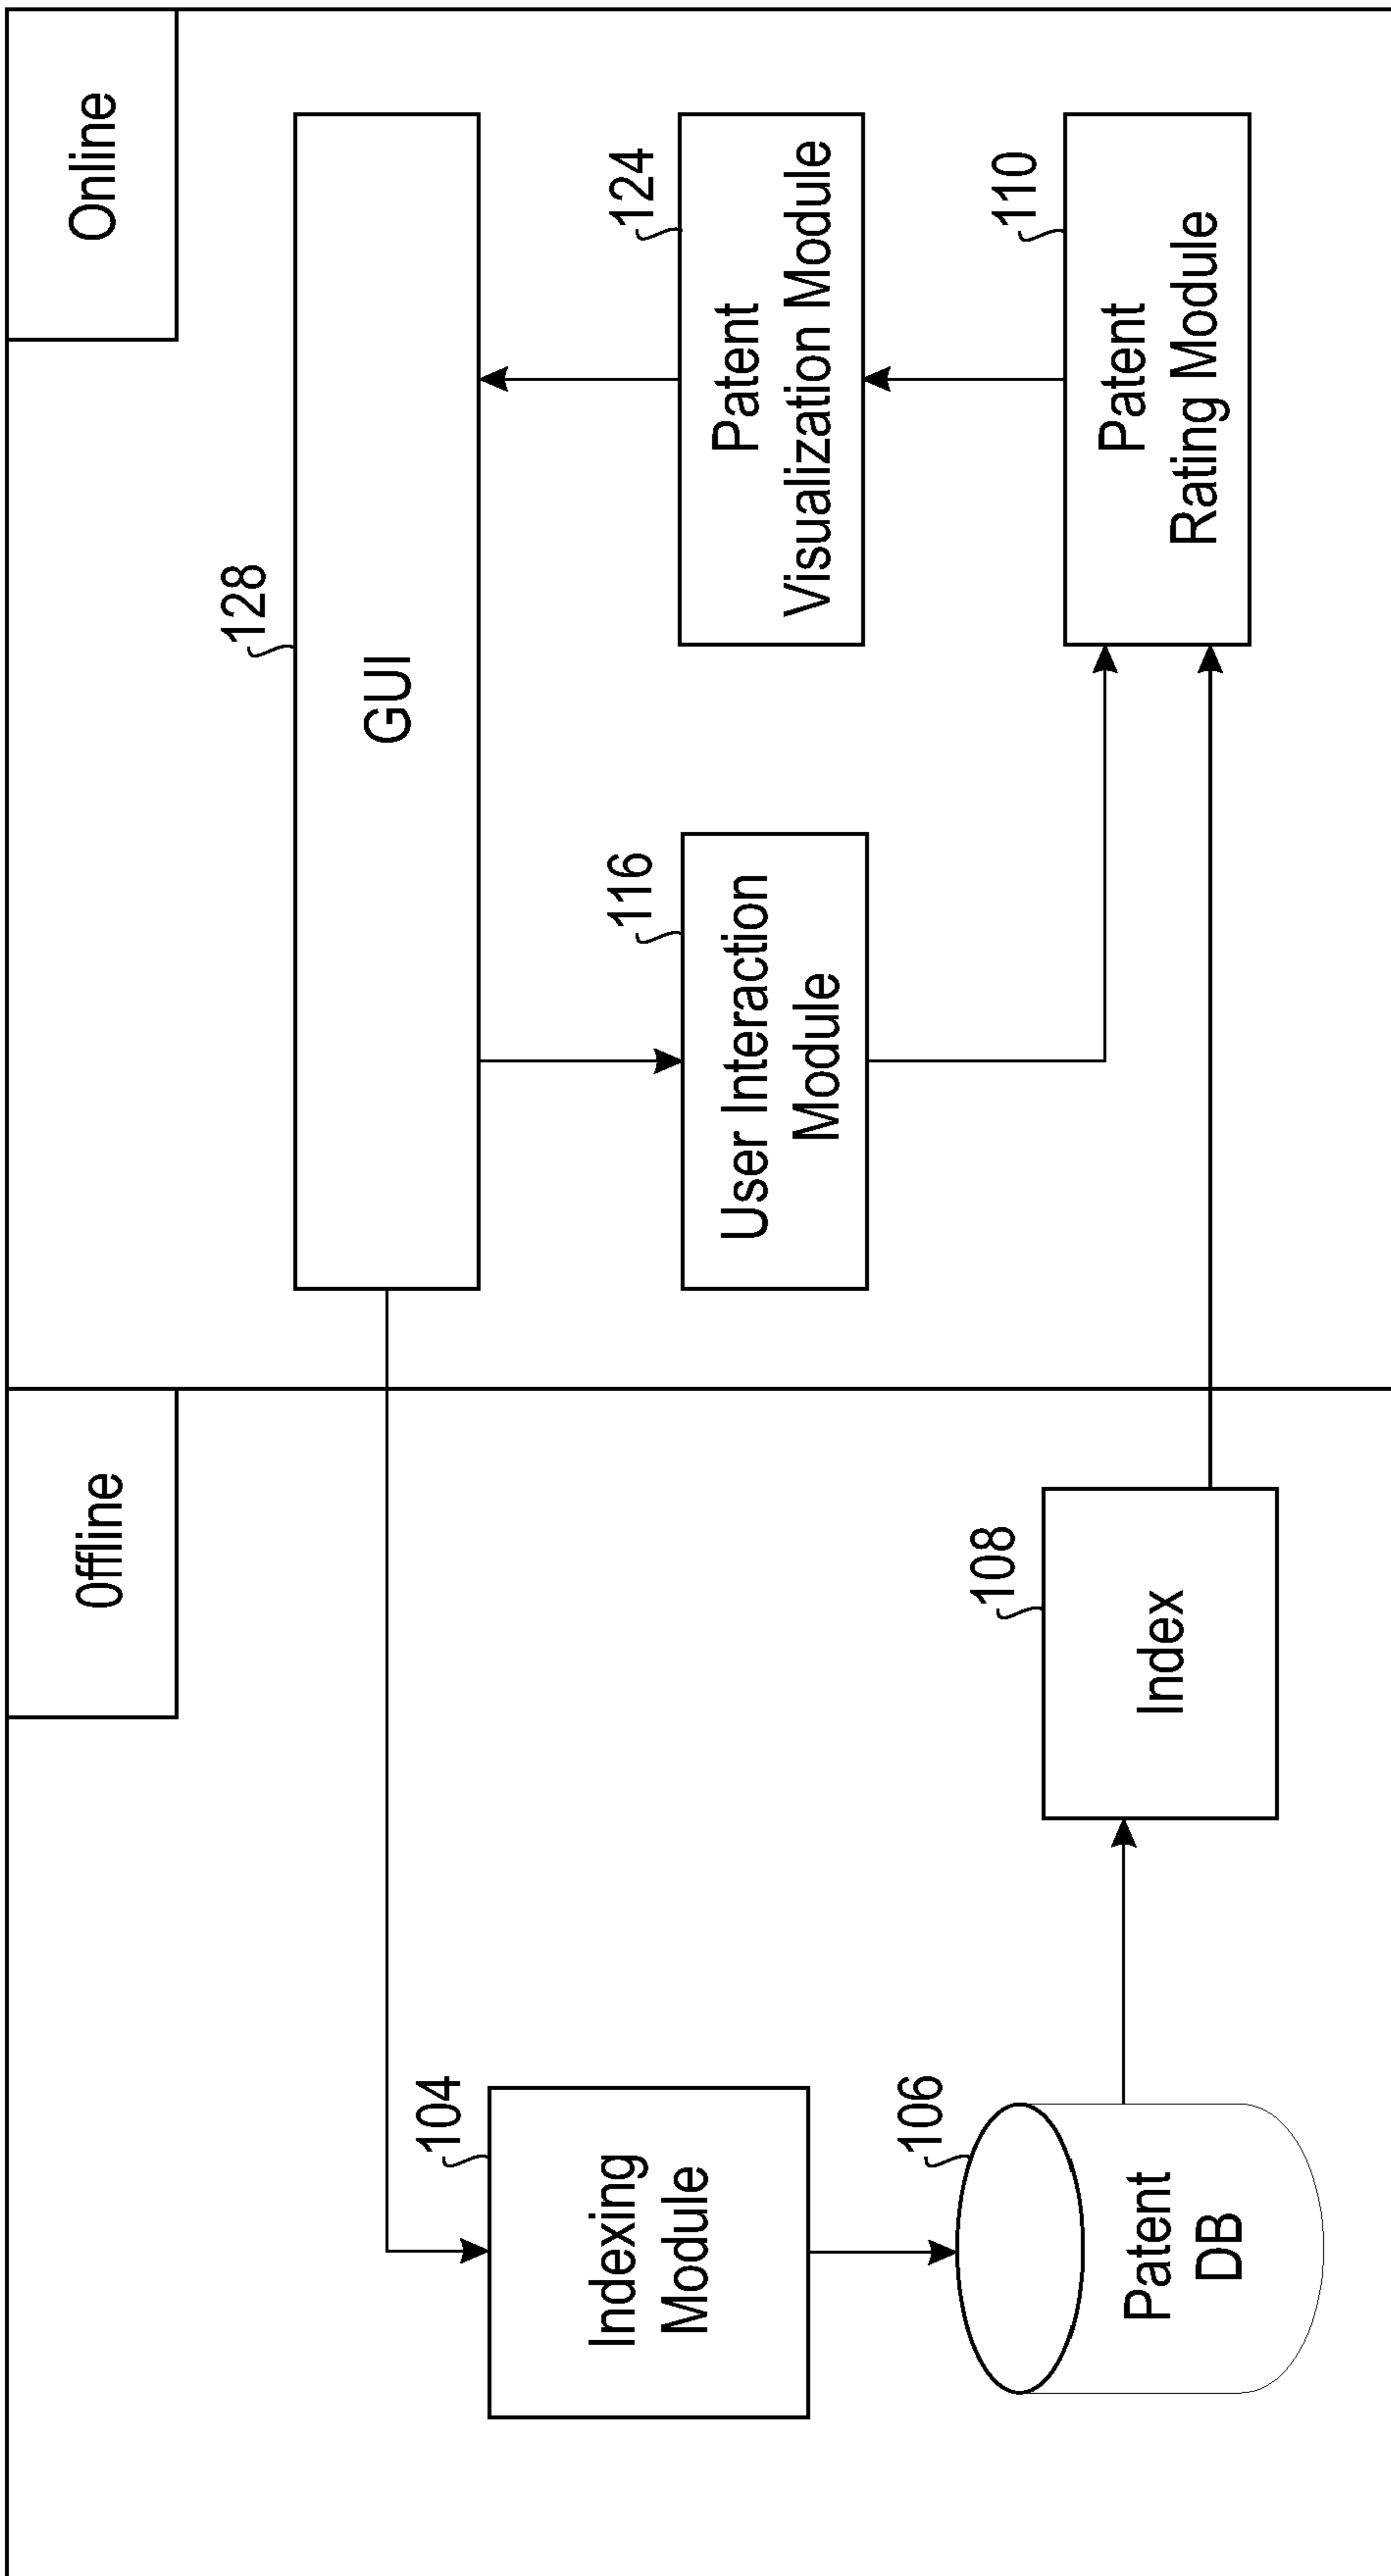 Offline
Online
128
GUI
104
Indexing
Module
116
User Interaction
Module
124
Patent
Visualization Module
106
Patent
DB
108
Index
110
Patent
Rating Module